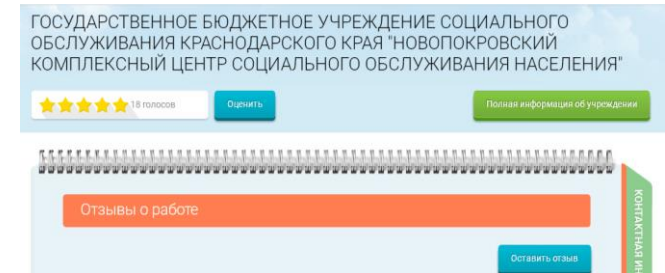 ГОСУДАРСТВЕННОЕ БЮДЖЕТНОЕ УЧРЕЖДЕНИЕ СОЦИАЛЬНОГО
ОБСЛУЖИВАНИЯ КРАСНОДАРСКОГО КРАЯ "НОВОПОКРОВСКИЙ
КОМПЛЕКСНЫЙ ЦЕНТР СОЦИАЛЬНОГО ОБСЛУЖИВАНИЯ НАСЕЛЕНИЯ"
18 голосов
Оценить
Полная информация об учреждении
Отзывы о работе
Оставить отзыв
КОНТАКТНАЯ